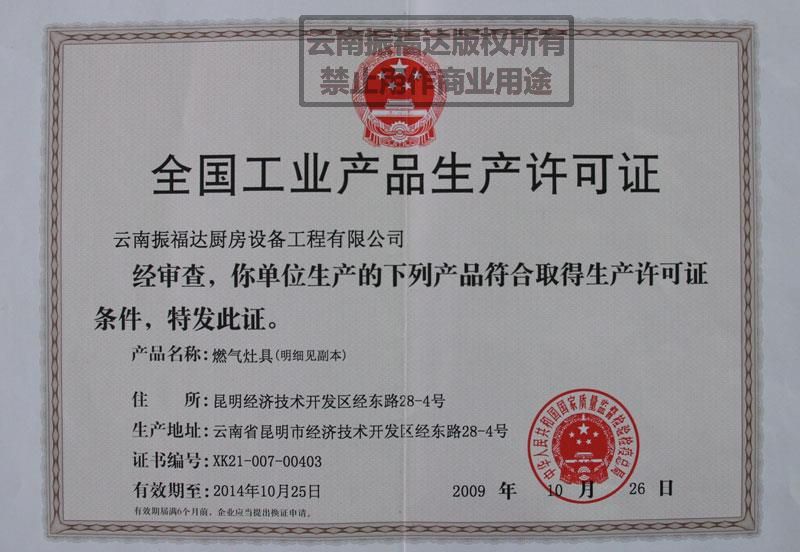 云南振福达版权所有
禁止用作商业用途
全国工业产品生产许可证
云南振福达厨房设备工程有限公司
经审查，你单位生产的下列产品符合取得生产许可证
条件，特发此证。
产品名称：燃气灶具(明细见副本)
住 所：昆明经济技术开发区经东路28-4号
生产地址：云南省昆明市经济技术开发区经东路28-4号
证书编号：XK21-007-00403
有效期至：2014年10月25日
2009 年 10 月 26 日
有效期届满6个月前，企业应当提出换证申请。
中华人民共和国国家质量监督检验检疫总局